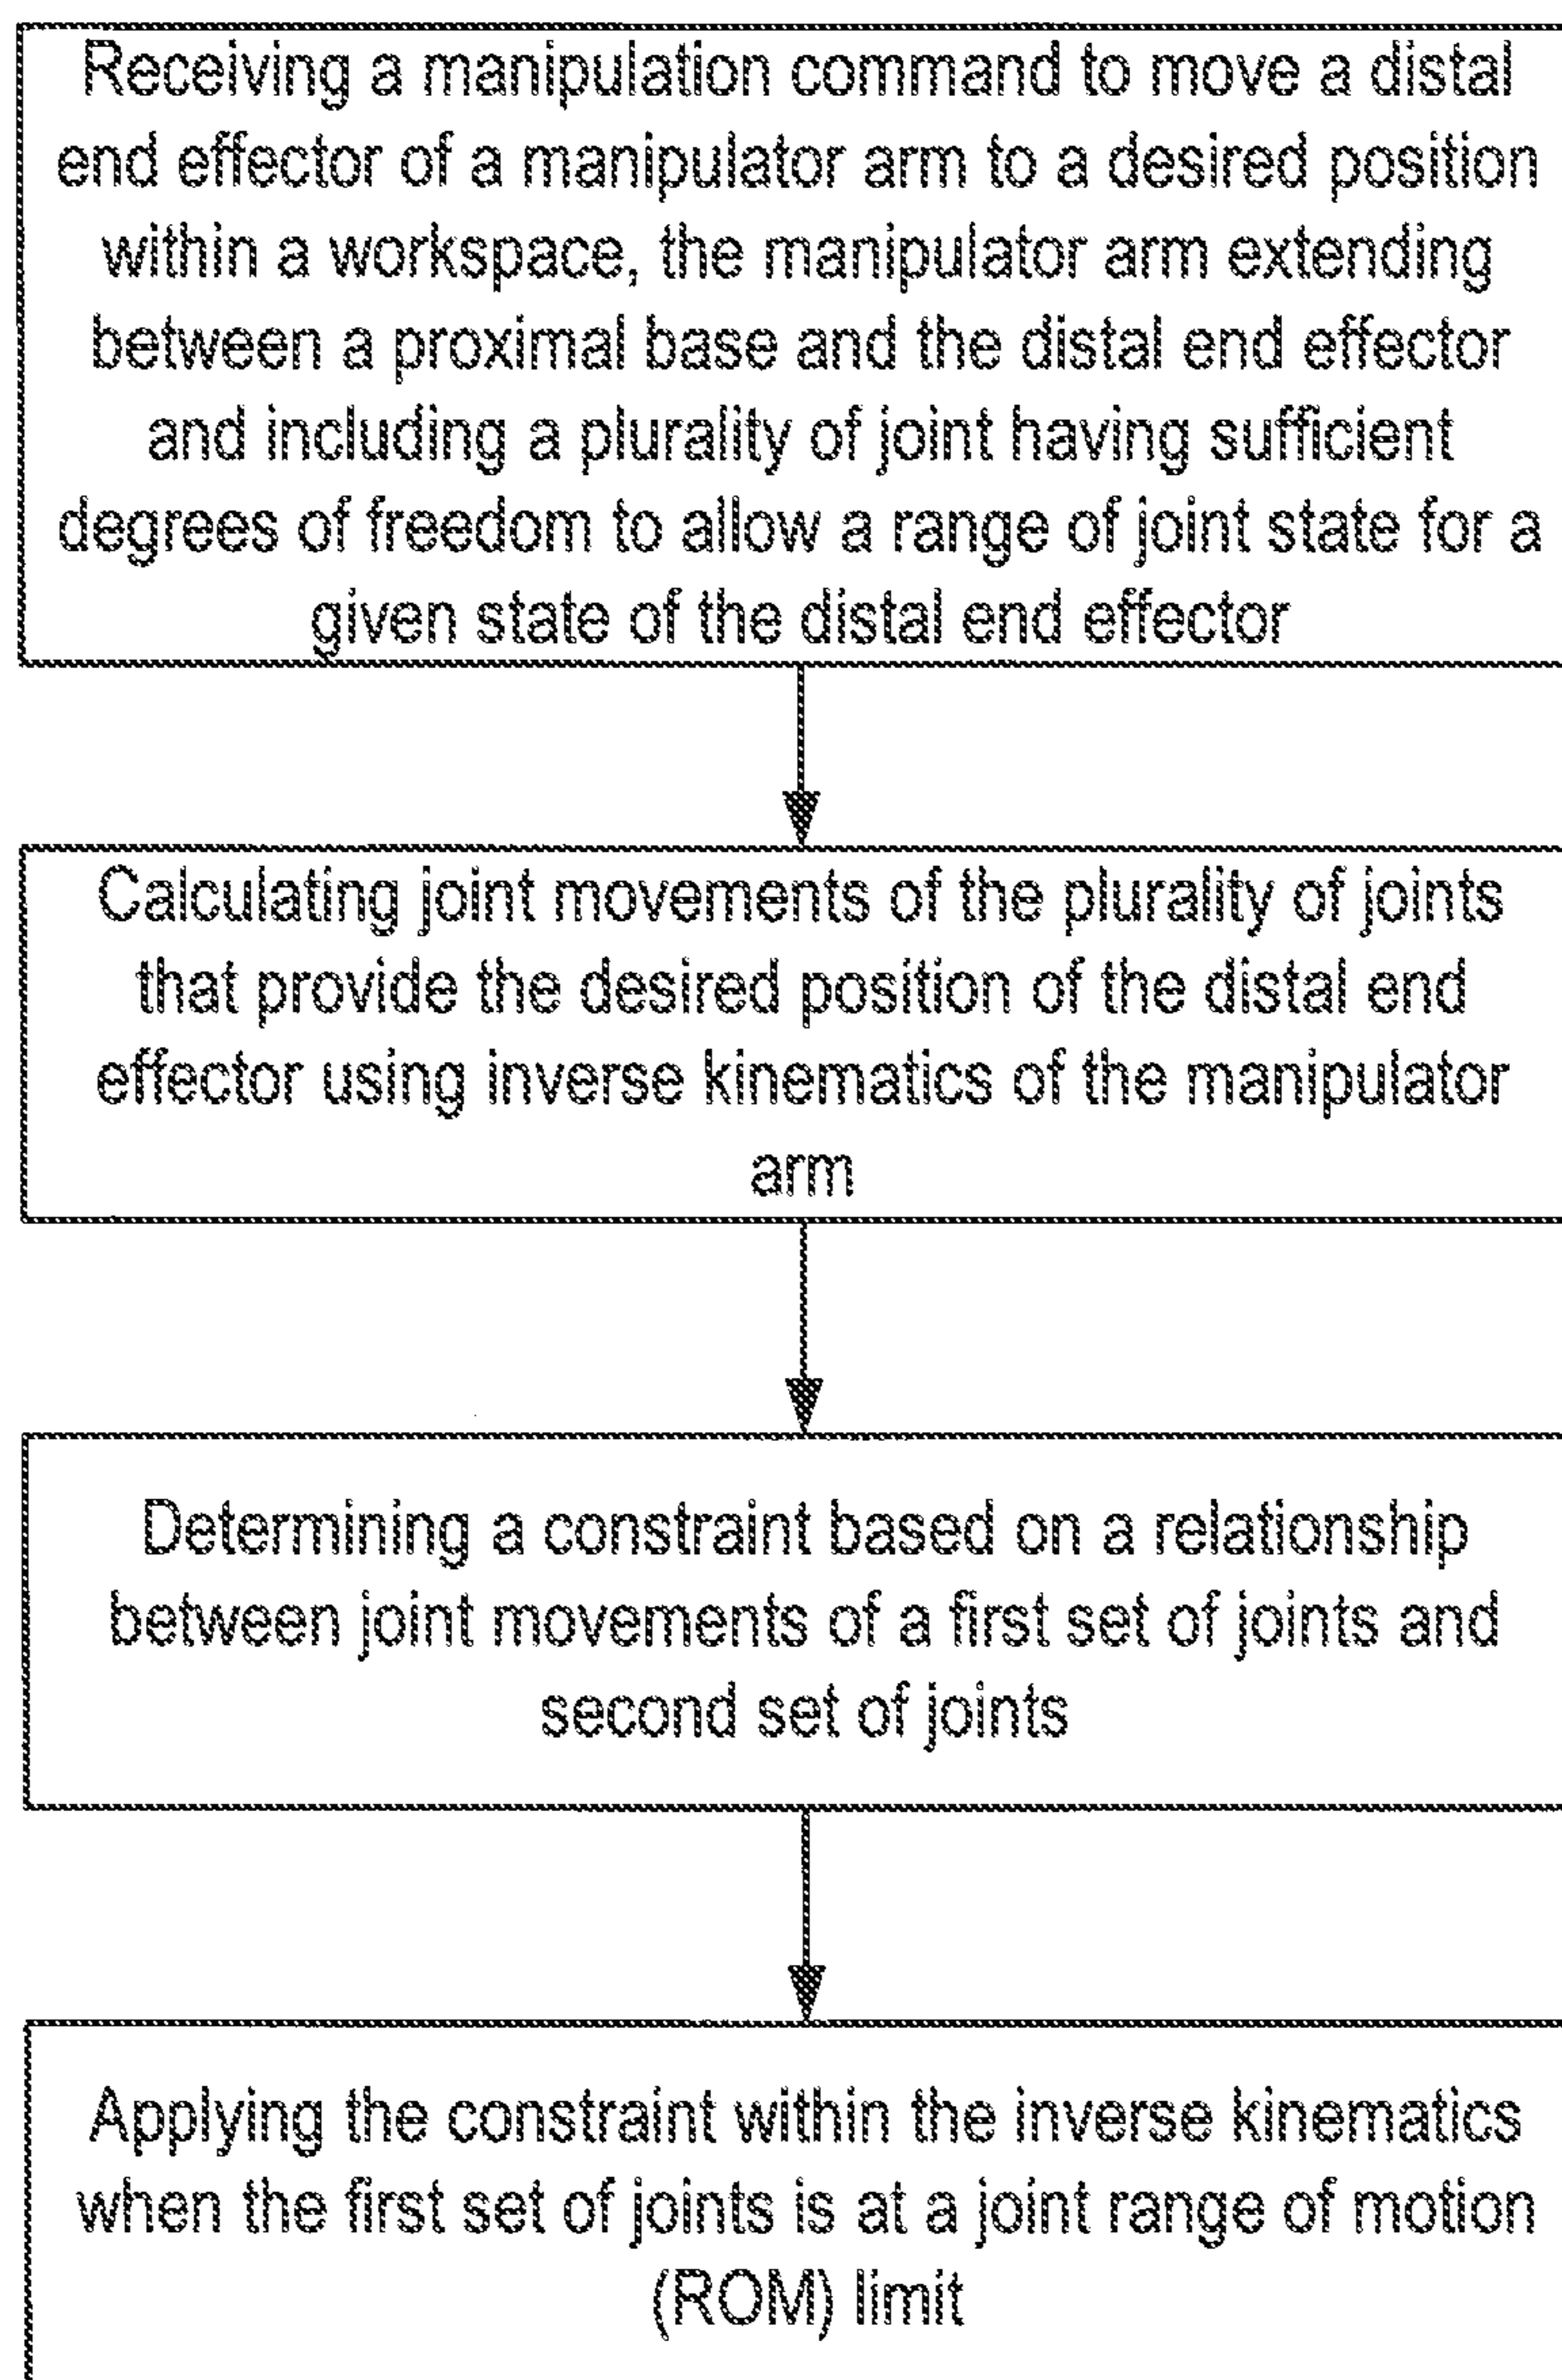 Receiving a manipulation command to move a distal
end effector of a manipulator arm to a desired position
within a workspace, the manipulator arm extending
between a proximal base and the distal end effector
and including a plurality of joint having sufficient
degrees of freedom to allow a range of joint state for a
given state of the distal end effector
Calculating joint movements of the plurality of joints
that provide the desired position of the distal end
effector using inverse kinematics of the manipulator
arm
Determining a constraint based on a relationship
between joint movements of a first set of joints and
second set of joints
Applying the constraint within the inverse kinematics
when the first set of joints is at a joint range of motion
(ROM) limit